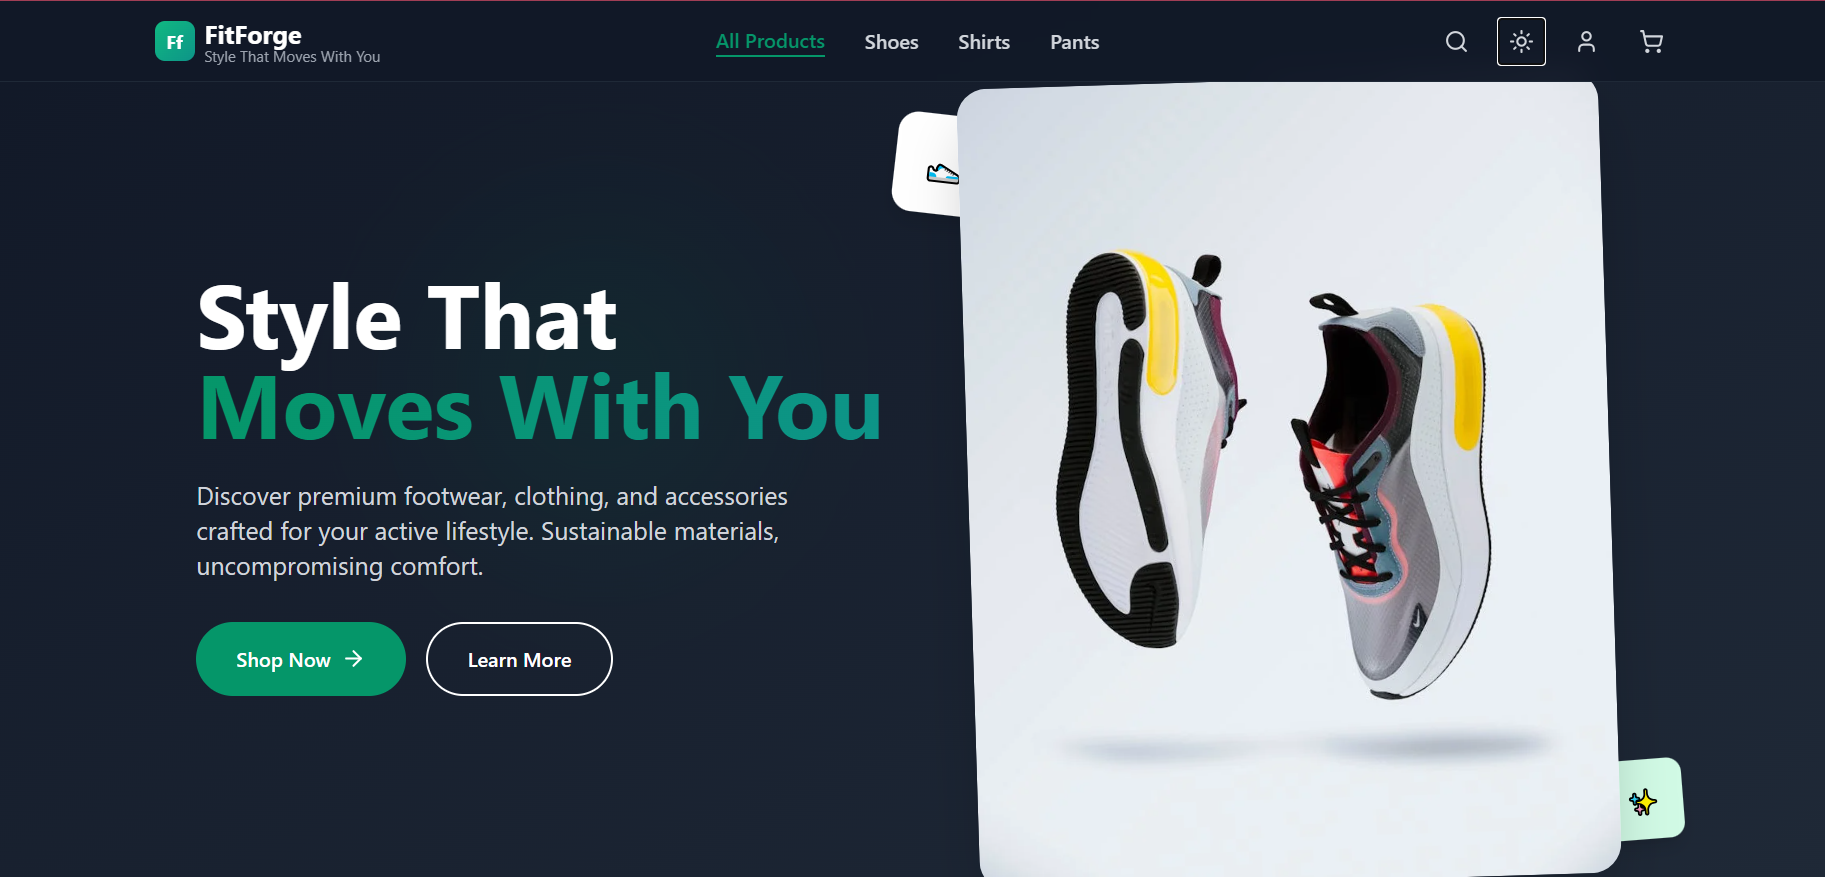 Ff
FitForge
Style That Moves With You
All Products
Shoes
Shirts
Pants
Style That
Moves With You
Discover premium footwear, clothing, and accessories
crafted for your active lifestyle. Sustainable materials,
uncompromising comfort.
Shop Now
Learn More